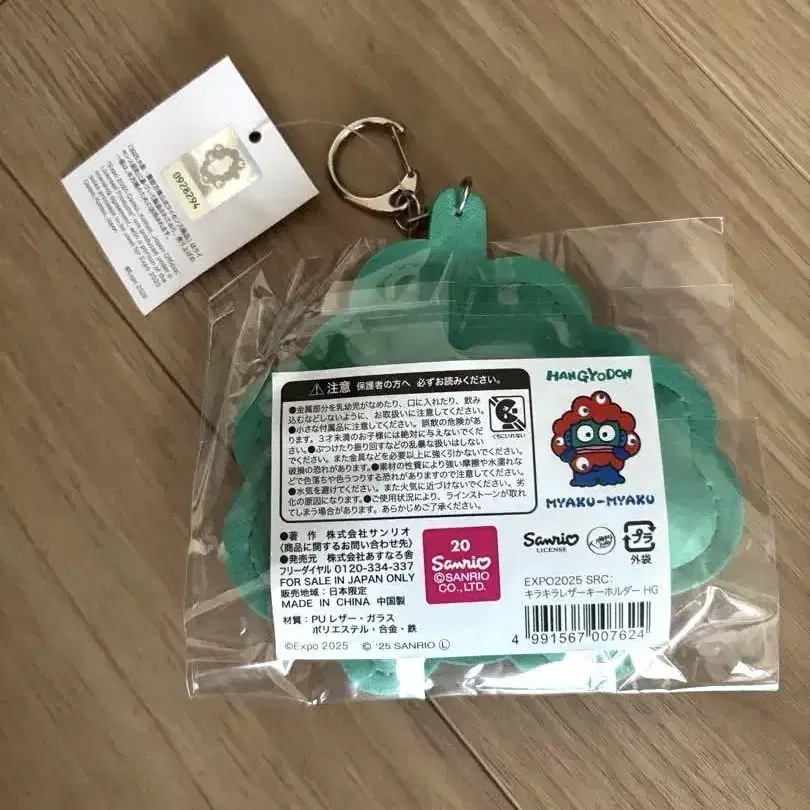 0928294
©Expo 2025
⚠注意 保護者の方へ 必ずお読みください。
●金属部分を乳幼児がなめたり、口に入れたり、飲み
込むなどしないように、お取扱いに注意してください。
●小さな付属品に注意してください。誤飲の危険があ
ります。3才未満のお子様には絶対に与えないでくださ
い。●ぶつけたり振り回すなどの乱暴な扱いはしない
でください。また金具などを必要以上に強く引かないでください。
破損の恐れがあります。●素材の性質により強い摩擦や水濡れな
どで色落ちや色うつりする恐れがありますので注意してください。
●水気を避けてください。また火気に近づけないでください。劣
化の原因になります。●ご使用状況により、ラインストーンが取れ
てしまう場合があります。あらかじめご了承ください。
くちにいれない
HANGYODON
MYAKU-MYAKU
●著 作 株式会社サンリオ
〈商品に関するお問い合わせ先〉
●発売元 株式会社あすなろ舎
フリーダイヤル 0120-334-337
FOR SALE IN JAPAN ONLY
販売地域：日本限定
MADE IN CHINA 中国製
材質：PU レザー・ガラス
ポリエステル・合金・鉄
©Expo 2025 © '25 SANRIO Ⓛ
20
Sanrio
©SANRIO
CO., LTD.
Sanrio
LICENSE
プラ
外袋
EXPO2025 SRC:
キラキラレザーキーホルダー HG
4 991567 007624